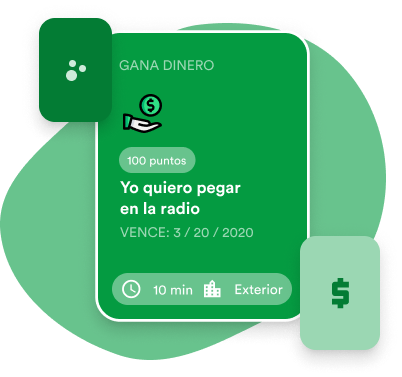 GANA DINERO
$
100 puntos
Yo quiero pegar
en la radio
VENCE: 3 / 20 / 2020
10 min Exterior
$